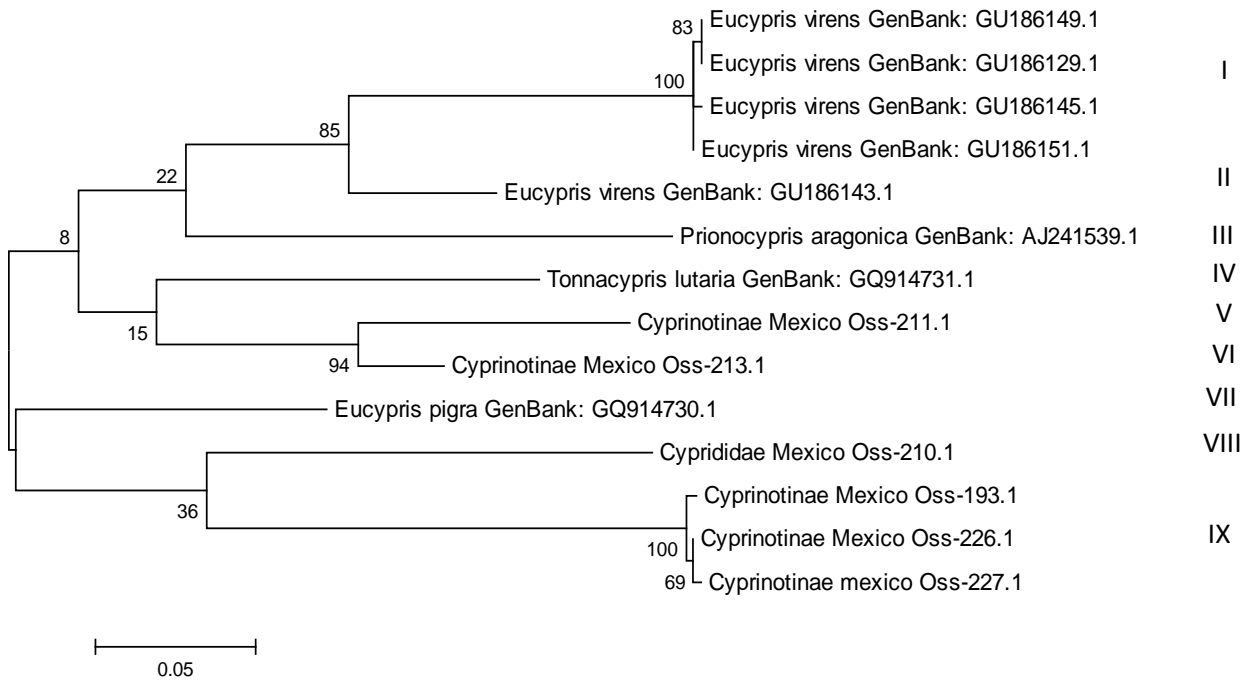 83
Eucypris virens GenBank: GU186149.1
Eucypris virens GenBank: GU186129.1
I
100
Eucypris virens GenBank: GU186145.1
85
Eucypris virens GenBank: GU186151.1
22
Eucypris virens GenBank: GU186143.1
II
8
Prionocypris aragonica GenBank: AJ241539.1
III
Tonnacypris lutaria GenBank: GQ914731.1
IV
15
Cyprinotinae Mexico Oss-211.1
V
94
Cyprinotinae Mexico Oss-213.1
VI
Eucypris pigra GenBank: GQ914730.1
VII
Cyprididae Mexico Oss-210.1
VIII
36
Cyprinotinae Mexico Oss-193.1
100
Cyprinotinae Mexico Oss-226.1
IX
69
Cyprinotinae mexico Oss-227.1
0.05